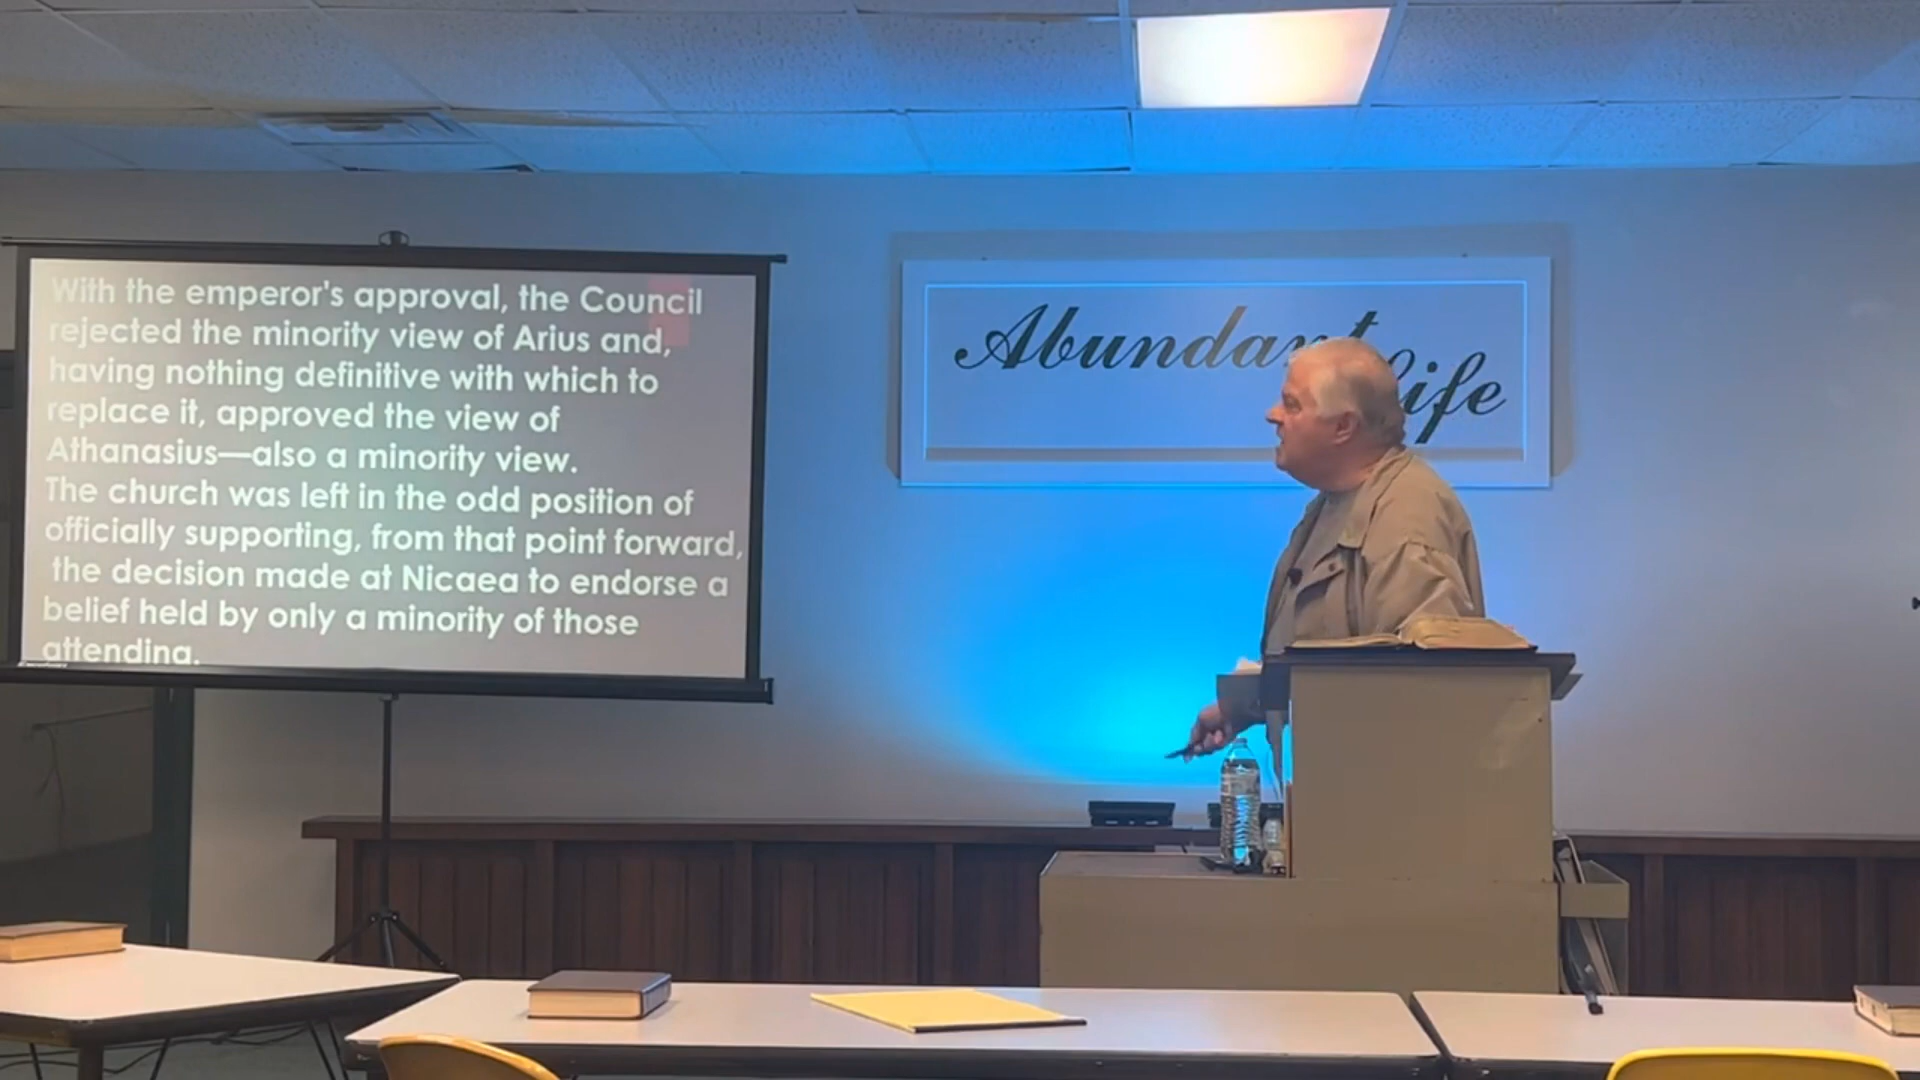 With the emperor's approval, the Council
rejected the minority view of Arius and,
having nothing definitive with which to
replace it, approved the view of
Athanasius—also a minority view.
The church was left in the odd position of
officially supporting, from that point forward,
the decision made at Nicaea to endorse a
belief held by only a minority of those
attending.
Abundant
Life